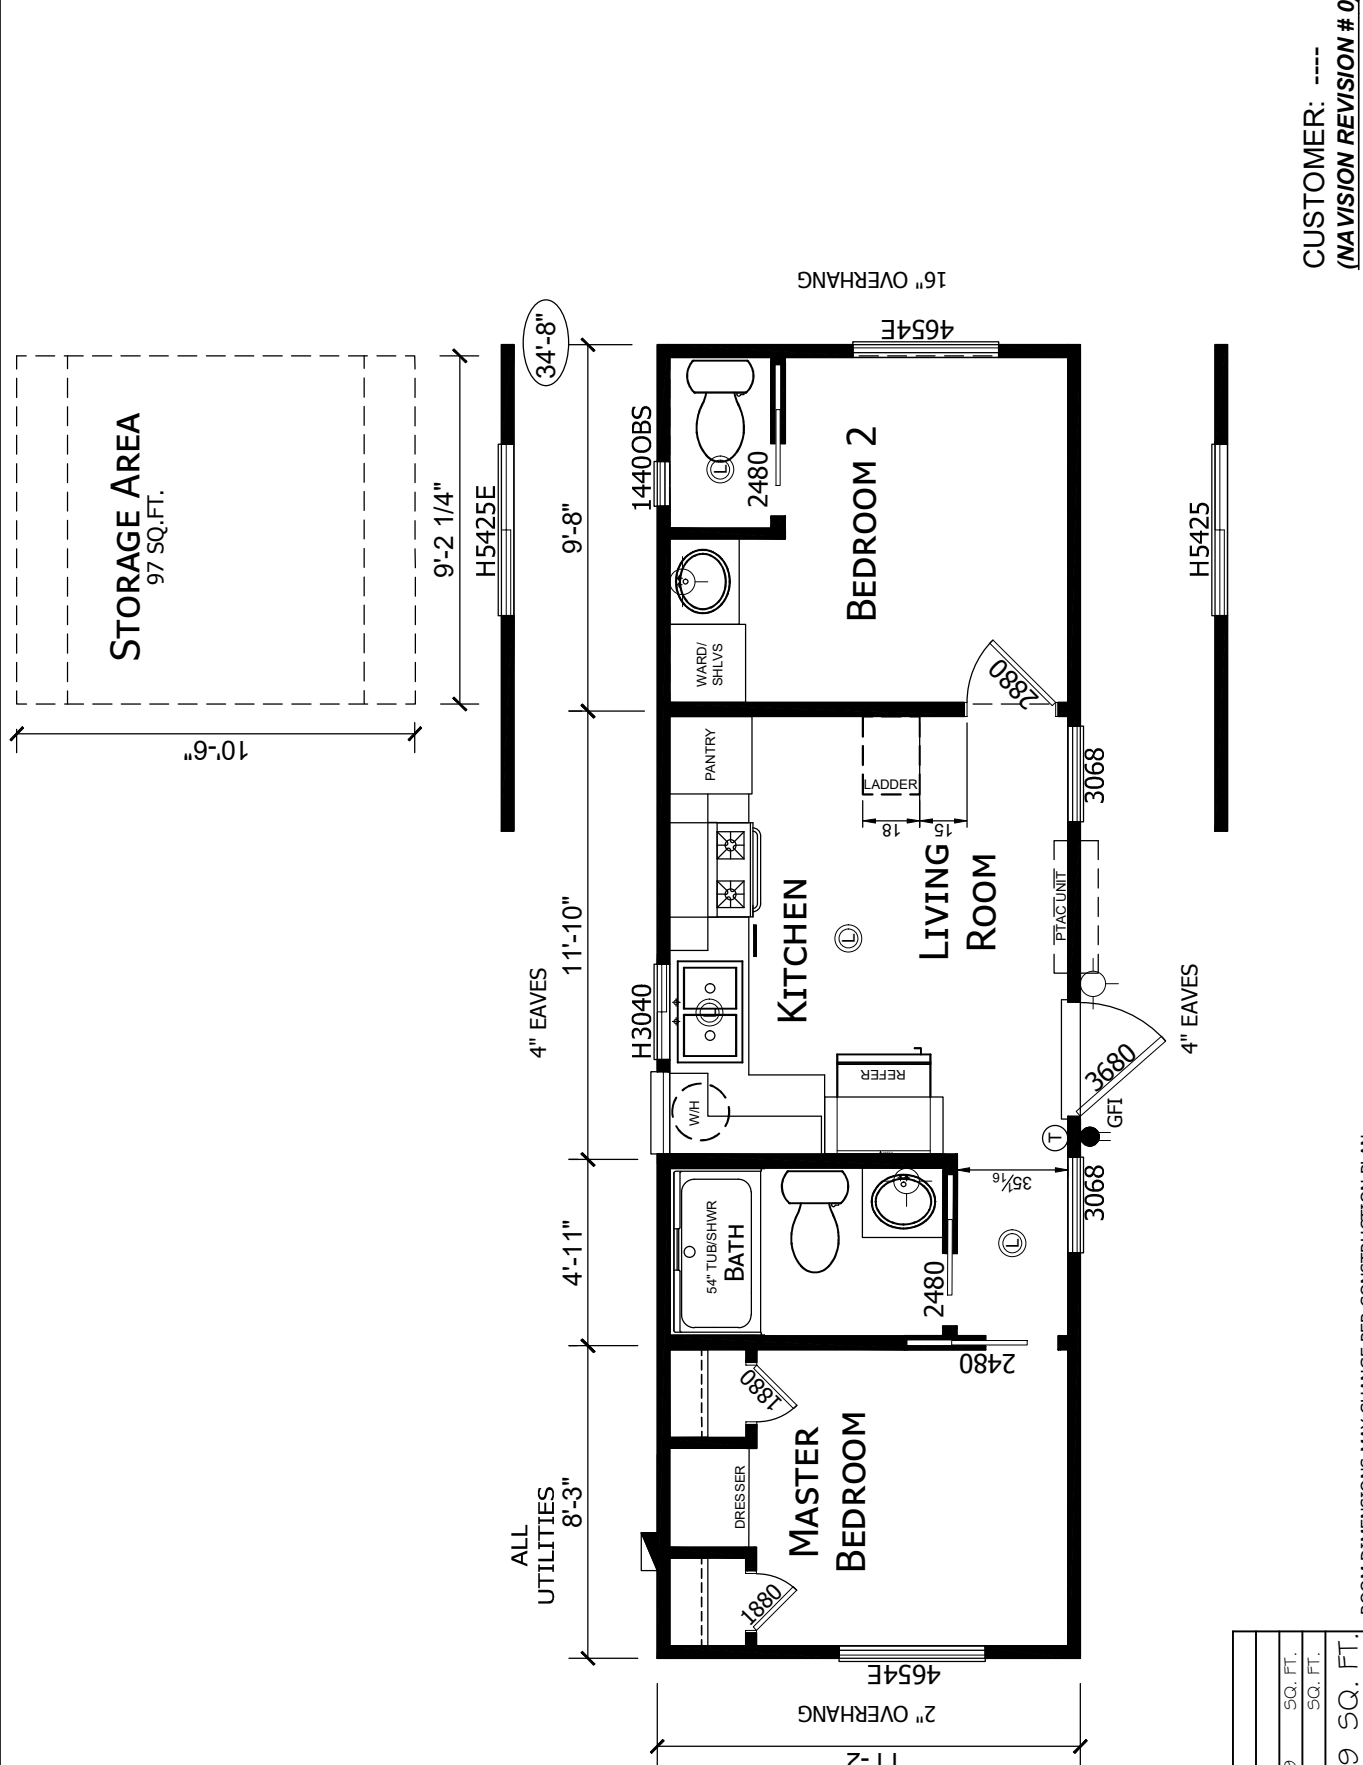 STORAGE AREA
97 SQ.FT.
10'-6"
9'-2 1/4"
H5425E
34'-8"
ALL
UTILITIES
4" EAVES
8'-3"
4'-11"
11'-10"
9'-8"
H3040
1440OBS
2" OVERHANG
4654E
1880
DRESSER
1880
MASTER
BEDROOM
2480
54" TUB/SHWR
BATH
2480
35 1/16
L
W/H
L
REFER
KITCHEN
L
LIVING
ROOM
PANTRY
LADDER
18
15
WARD/
SHLVS
2880
L
2480
BEDROOM 2
4654E
16" OVERHANG
3068
T
GFI
3680
PTAC UNIT
3068
4" EAVES
H5425
SQ. FT.
SQ. FT.
9 SQ. FT.
CUSTOMER: ----
(NAVISION REVISION # 0